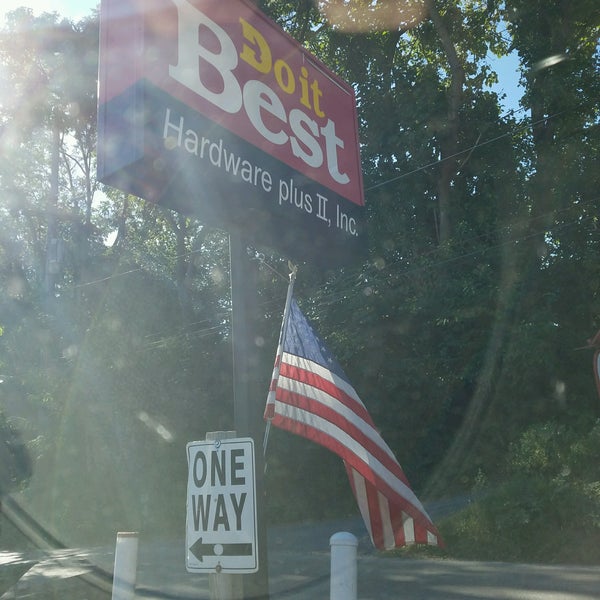 Do it
Best
Hardware plus II, Inc.
ONE
WAY